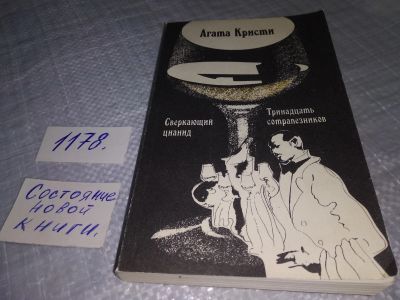 Агата Кристи
Сверкающий
цианид
Тринадцать
сотрапезников
1178.
Состояние
новой
книги.